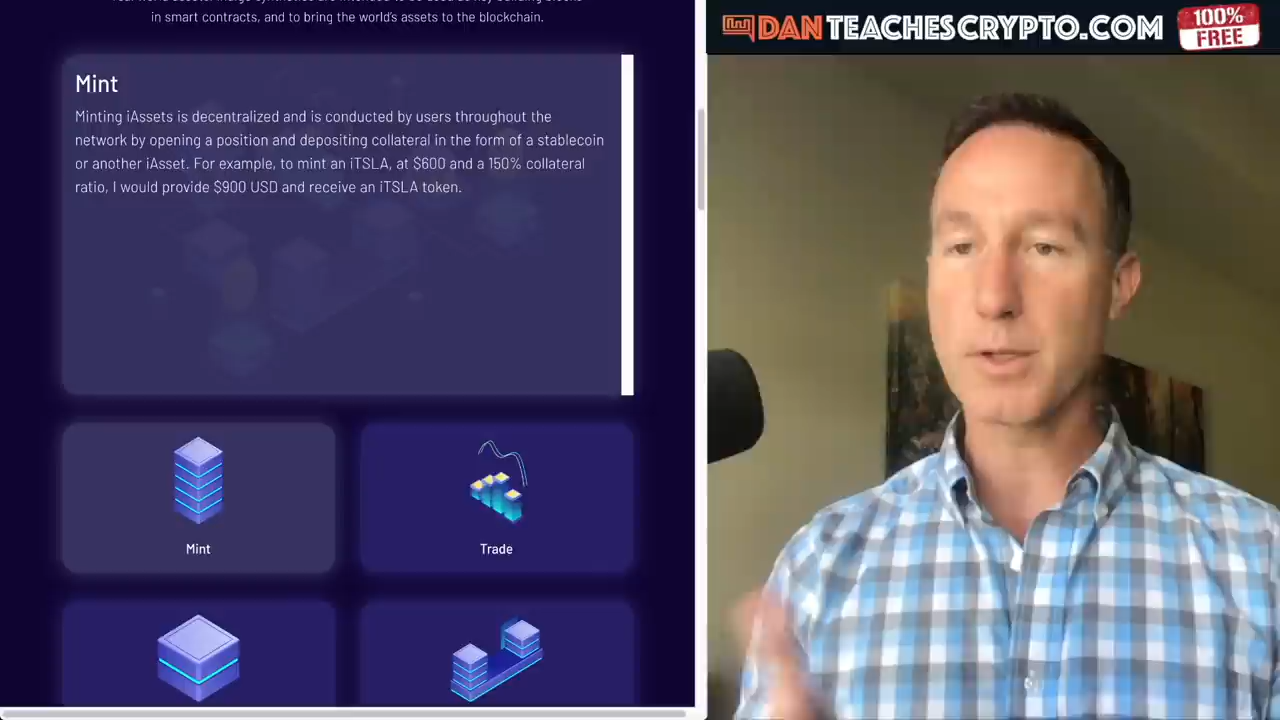 in smart contracts, and to bring the world's assets to the blockchain.
Mint
Minting iAssets is decentralized and is conducted by users throughout the
network by opening a position and depositing collateral in the form of a stablecoin
or another iAsset. For example, to mint an iTSLA, at $600 and a 150% collateral
ratio, I would provide $900 USD and receive an iTSLA token.
Mint
Trade
DANTEACHESCRYPTO.COM
100%
FREE